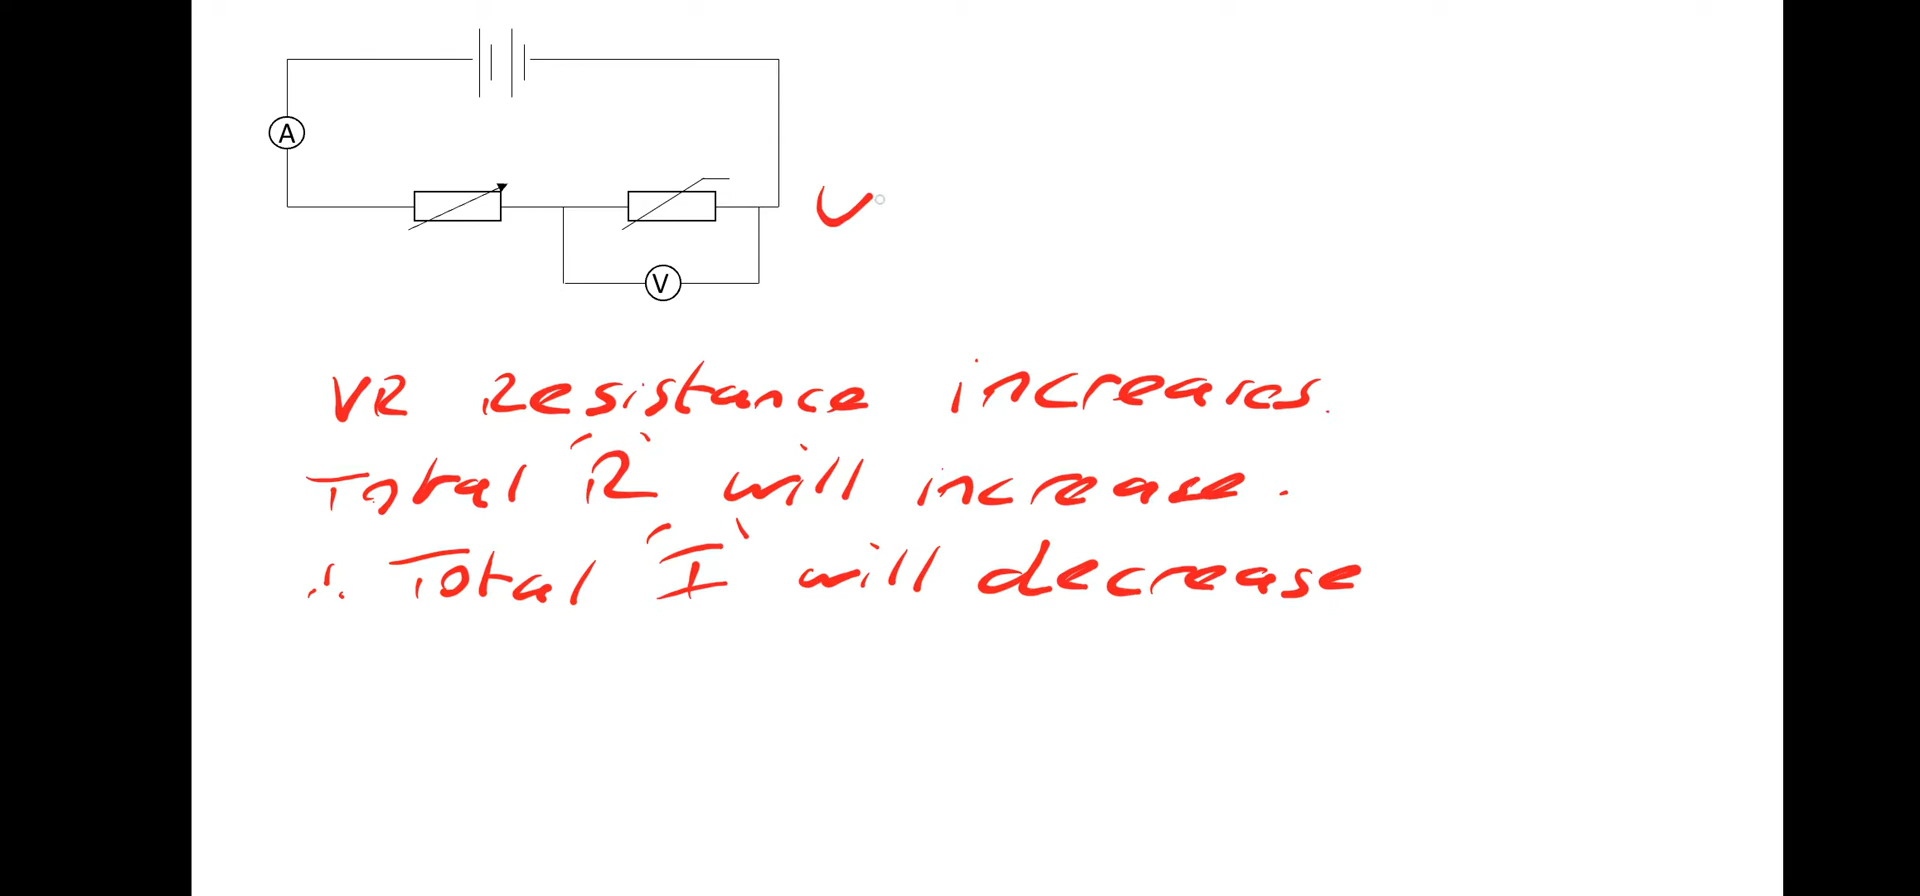 A
V
V
VR Resistance increases.
Total 'R' will increase.
∴ Total 'I' will decrease